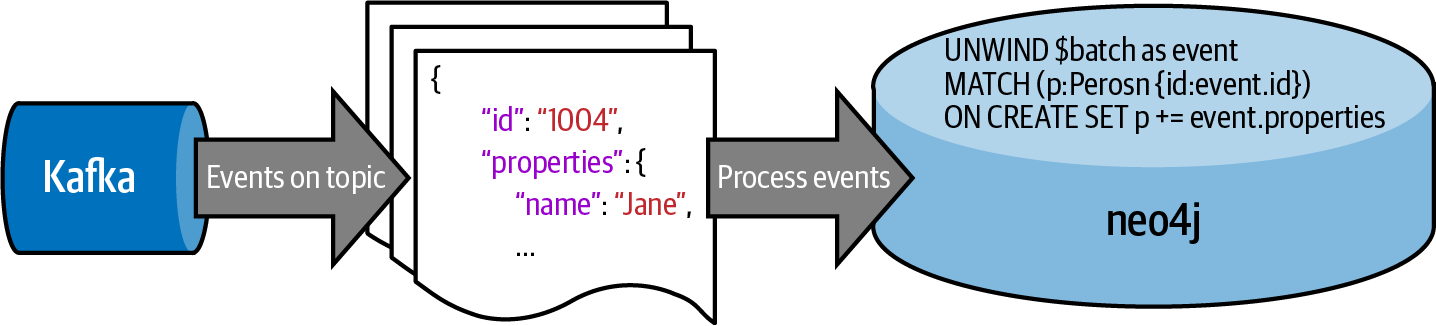 Kafka
Events on topic
{
“id”: “1004”,
“properties”: {
“name”: “Jane”,
...
Process events
UNWIND $batch as event
MATCH (p:Perosn {id:event.id})
ON CREATE SET p += event.properties
neo4j